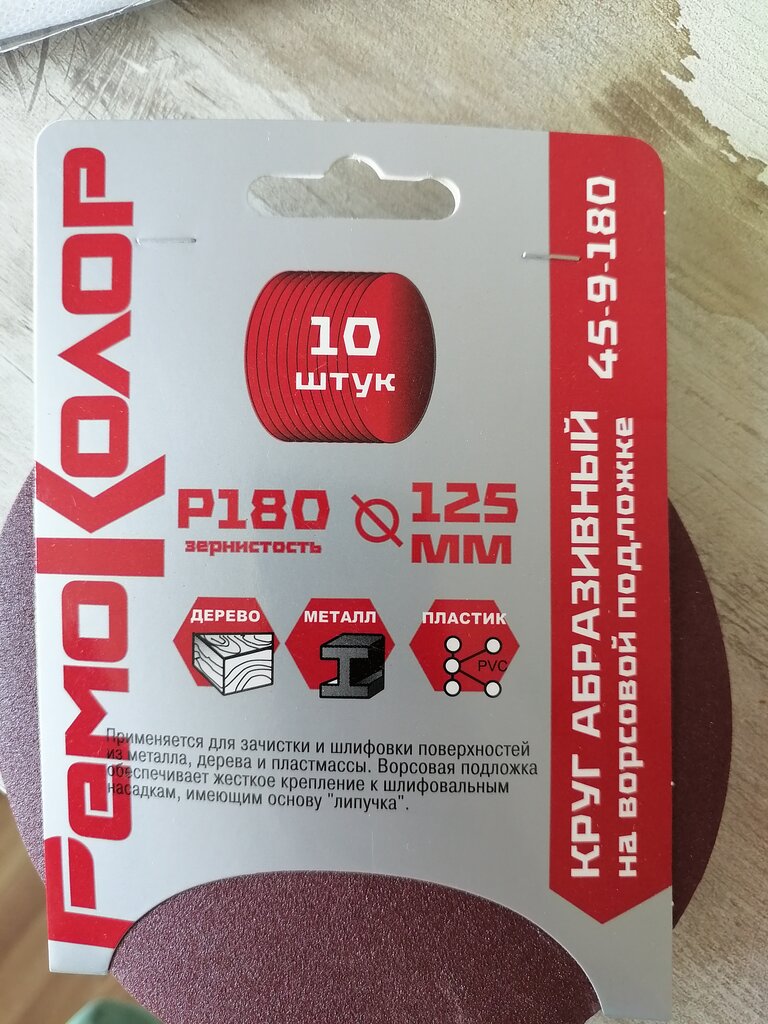 РемоКолор
10
штук
P180
зернистость
⌀ 125
ММ
ДЕРЕВО
МЕТАЛЛ
ПЛАСТИК
PVC
Применяется для зачистки и шлифовки поверхностей
из металла, дерева и пластмассы. Ворсовая подложка
обеспечивает жесткое крепление к шлифовальным
насадкам, имеющим основу "липучка".
КРУГ АБРАЗИВНЫЙ 45-9-180
на ворсовой подложке